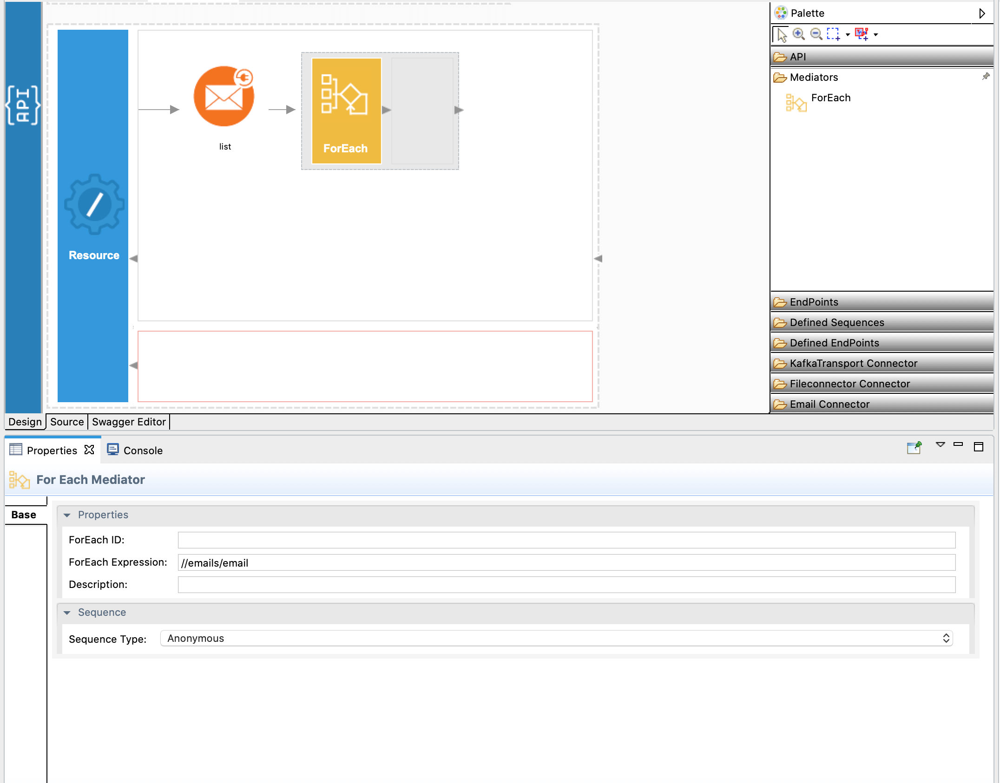 {API}
Resource
list
ForEach
Palette
API
Mediators
ForEach
EndPoints
Defined Sequences
Defined EndPoints
KafkaTransport Connector
Fileconnector Connector
Email Connector
Design
Source
Swagger Editor
Properties
Console
For Each Mediator
Base
Properties
ForEach ID:
ForEach Expression: //emails/email
Description:
Sequence
Sequence Type: Anonymous